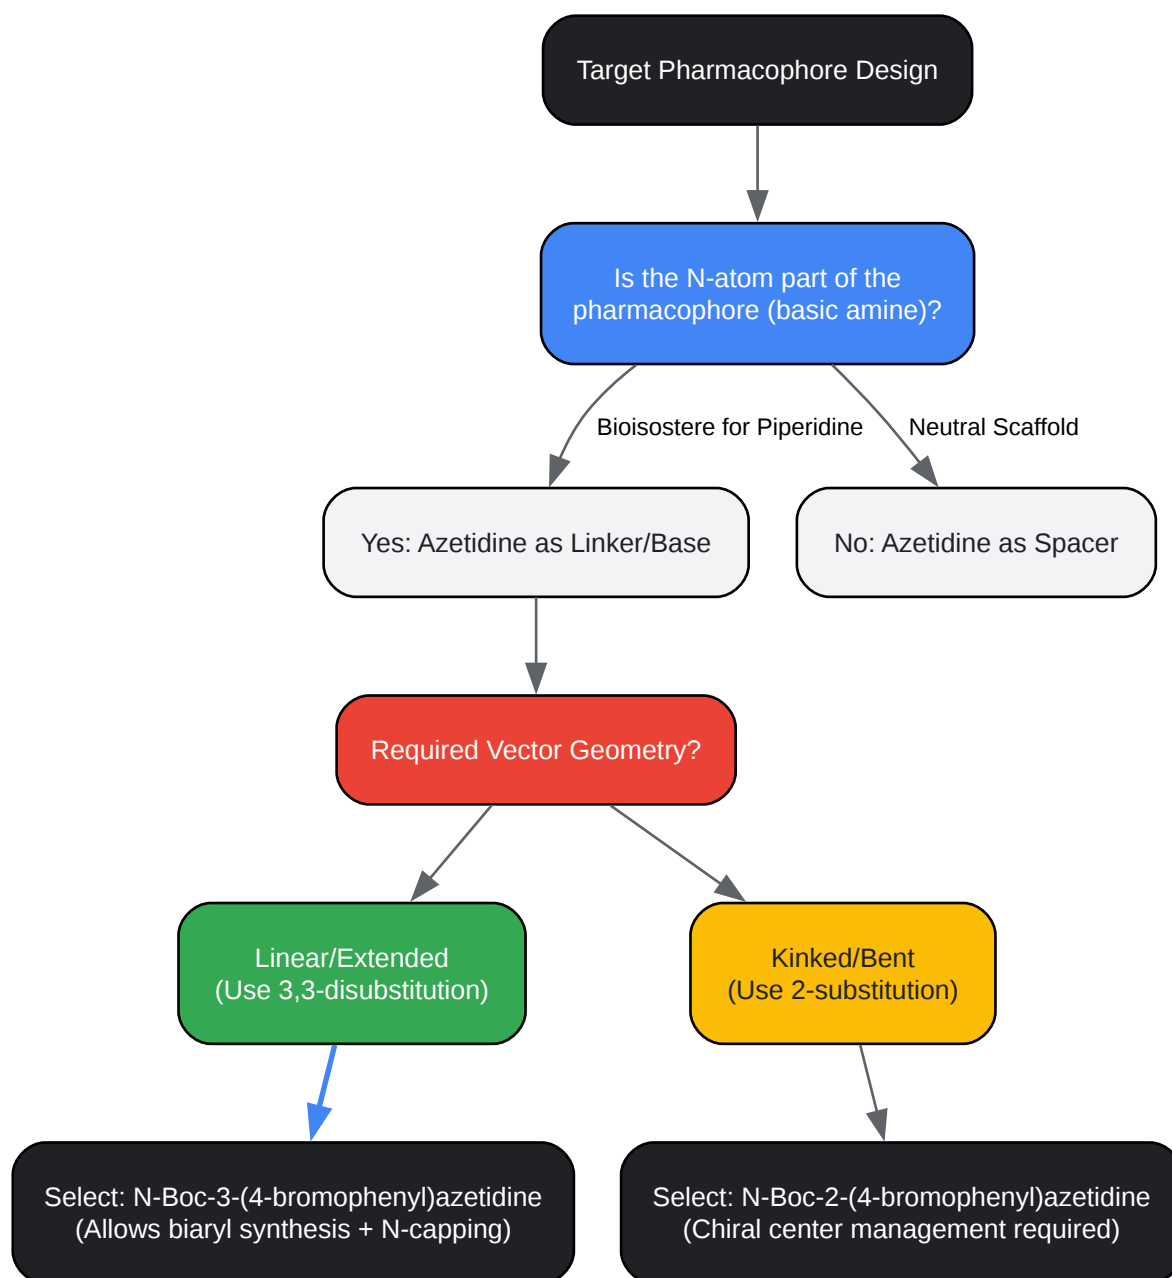 Target Pharmacophore Design
Is the N-atom part of the
pharmacophore (basic amine)?
Bioisostere for Piperidine
Neutral Scaffold
Yes: Azetidine as Linker/Base
No: Azetidine as Spacer
Required Vector Geometry?
Linear/Extended
(Use 3,3-disubstitution)
Kinked/Bent
(Use 2-substitution)
Select: N-Boc-3-(4-bromophenyl)azetidine
(Allows biaryl synthesis + N-capping)
Select: N-Boc-2-(4-bromophenyl)azetidine
(Chiral center management required)